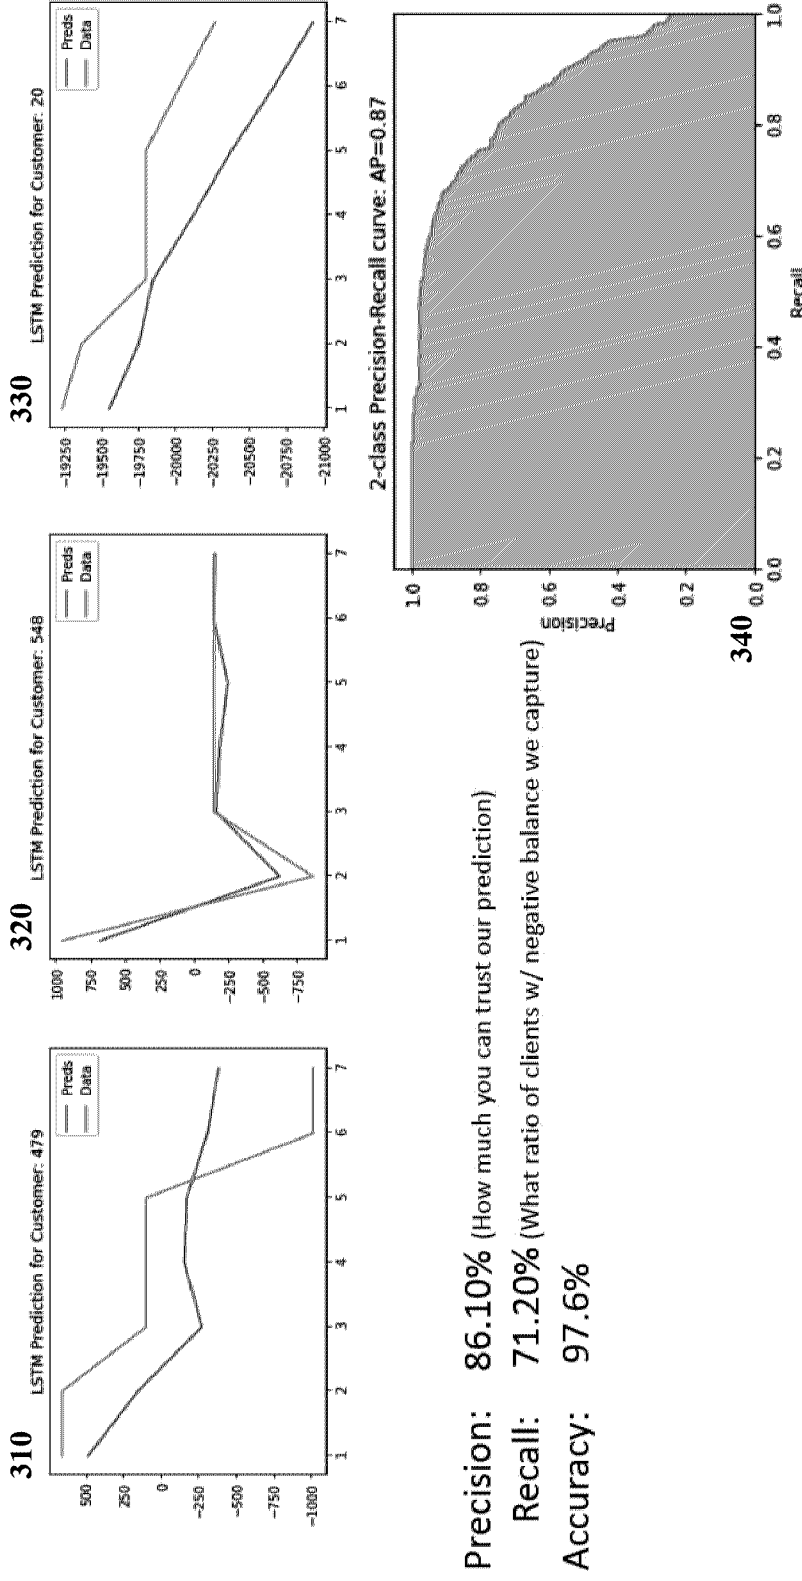 310
LSTM Prediction for Customer: 479
Preds
Data
500
250
0
−250
−500
−750
−1000
1 2 3 4 5 6 7
320
LSTM Prediction for Customer: 548
Preds
Data
1000
750
500
250
0
−250
−500
−750
1 2 3 4 5 6 7
330
LSTM Prediction for Customer: 20
Preds
Data
−19250
−19500
−19750
−20000
−20250
−20500
−20750
−21000
1 2 3 4 5 6 7
Precision: 86.10% (How much you can trust our prediction)
Recall: 71.20% (What ratio of clients w/ negative balance we capture)
Accuracy: 97.6%
2-class Precision-Recall curve: AP=0.87
1.0
0.8
0.6
0.4
0.2
0.0
Precision
0.0 0.2 0.4 0.6 0.8 1.0
Recall
340